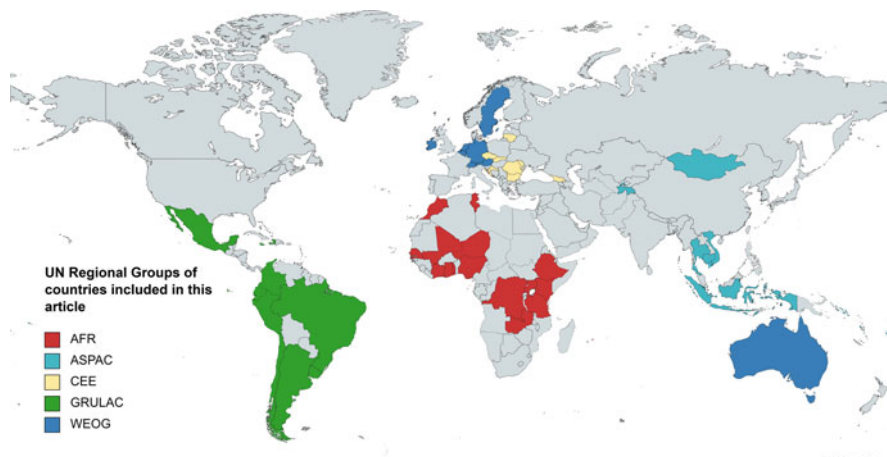 UN Regional Groups of
countries included in this
article
AFR
ASPAC
CEE
GRULAC
WEOG